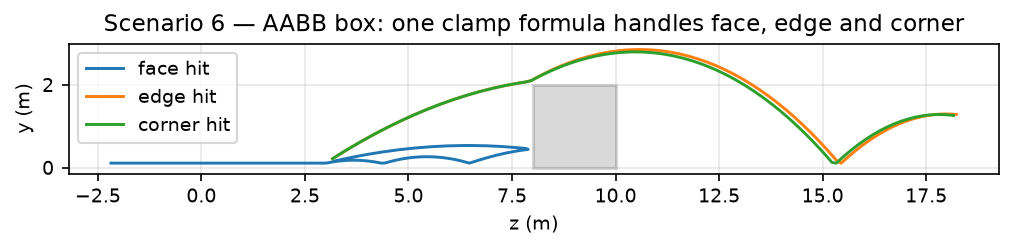 Scenario 6 — AABB box: one clamp formula handles face, edge and corner
face hit
edge hit
corner hit
y (m)
2
0
−2.5 0.0 2.5 5.0 7.5 10.0 12.5 15.0 17.5
z (m)